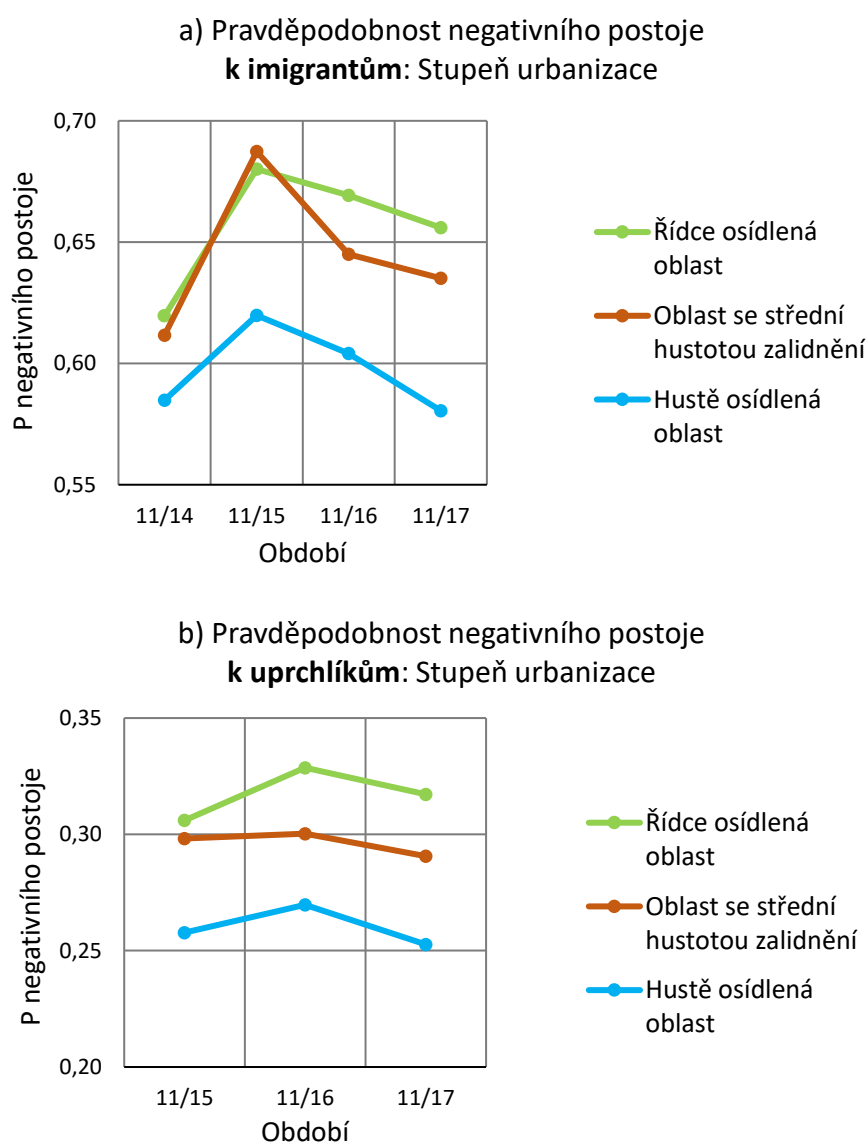 a) Pravděpodobnost negativního postoje
k imigrantům: Stupeň urbanizace
0,70
0,65
0,60
0,55
P negativního postoje
11/14 11/15 11/16 11/17
Období
Řídce osídlená
oblast
Oblast se střední
hustotou zalidnění
Hustě osídlená
oblast
b) Pravděpodobnost negativního postoje
k uprchlíkům: Stupeň urbanizace
0,35
0,30
0,25
0,20
P negativního postoje
11/15 11/16 11/17
Období
Řídce osídlená
oblast
Oblast se střední
hustotou zalidnění
Hustě osídlená
oblast